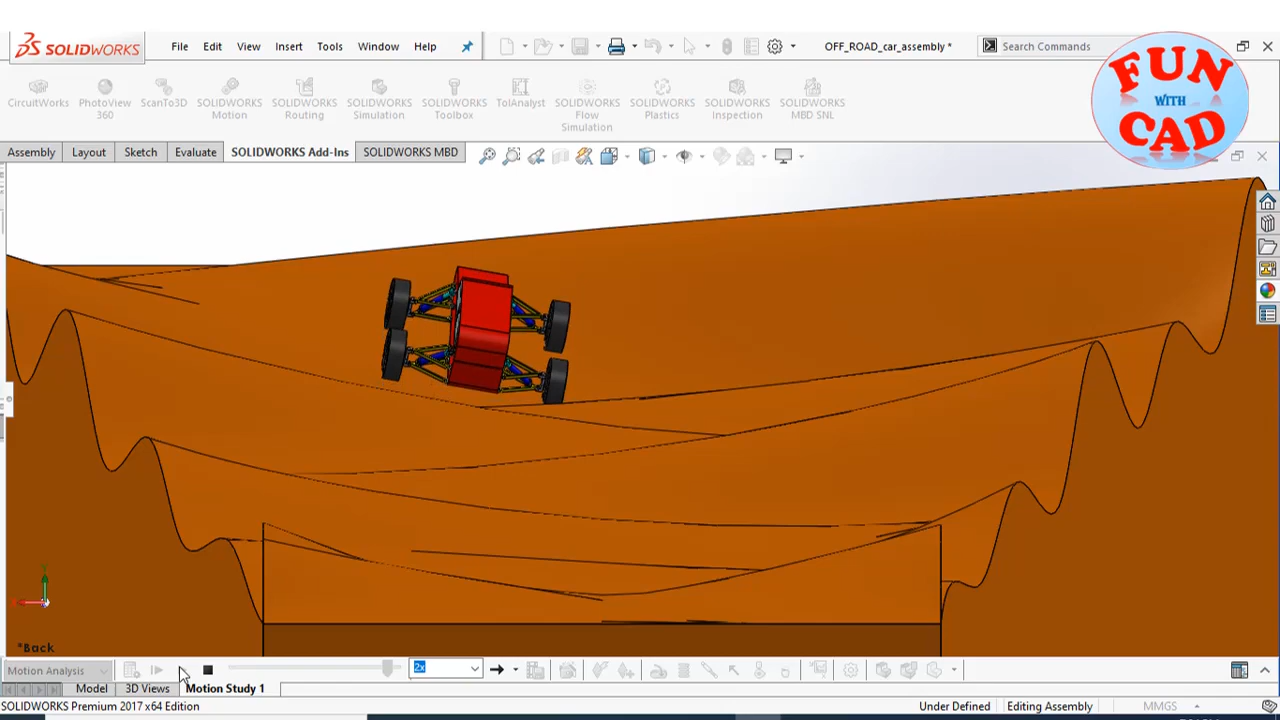 SOLIDWORKS File Edit View Insert Tools Window Help OFF_ROAD_car_assembly * Search Commands
FUN
WITH
CAD
CircuitWorks PhotoView 360 ScanTo3D SOLIDWORKS Motion SOLIDWORKS Routing SOLIDWORKS Simulation SOLIDWORKS Toolbox TolAnalyst SOLIDWORKS Flow Simulation SOLIDWORKS Plastics SOLIDWORKS Inspection SOLIDWORKS MBD SNL
Assembly Layout Sketch Evaluate SOLIDWORKS Add-Ins SOLIDWORKS MBD
*Back
Motion Analysis 2x
Model 3D Views Motion Study 1
SOLIDWORKS Premium 2017 x64 Edition Under Defined Editing Assembly MMGS